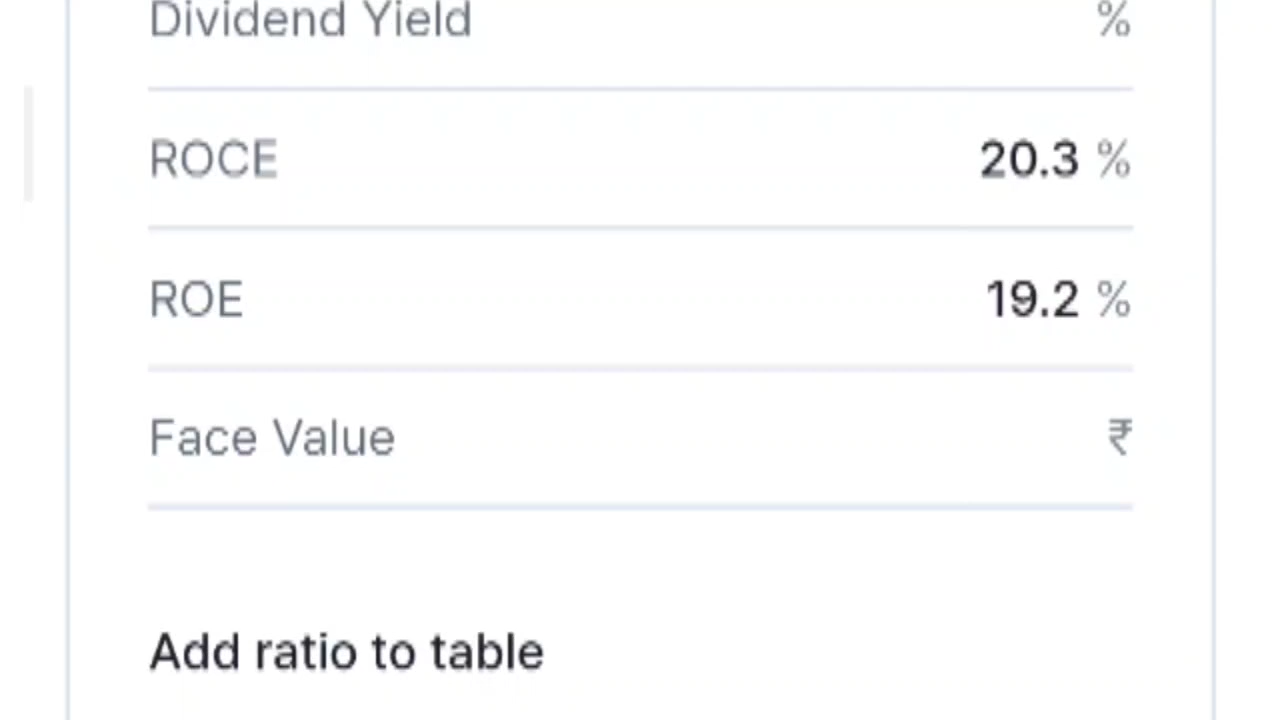 Dividend Yield %
ROCE 20.3 %
ROE 19.2 %
Face Value ₹
Add ratio to table